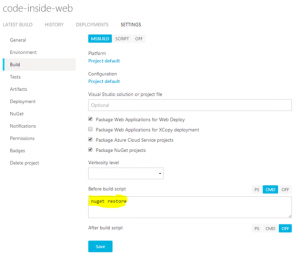 code-inside-web
LATEST BUILD HISTORY DEPLOYMENTS SETTINGS
General
Environment
Build
Tests
Artifacts
Deployment
NuGet
Notifications
Permissions
Badges
Delete project
MSBUILD SCRIPT OFF
Platform
Project default
Configuration
Project default
Visual Studio solution or project file
Optional
Package Web Applications for Web Deploy
Package Web Applications for XCopy deployment
Package Azure Cloud Service projects
Package NuGet projects
Verbosity level
Before build script PS CMD OFF
nuget restore
After build script PS CMD OFF
Save